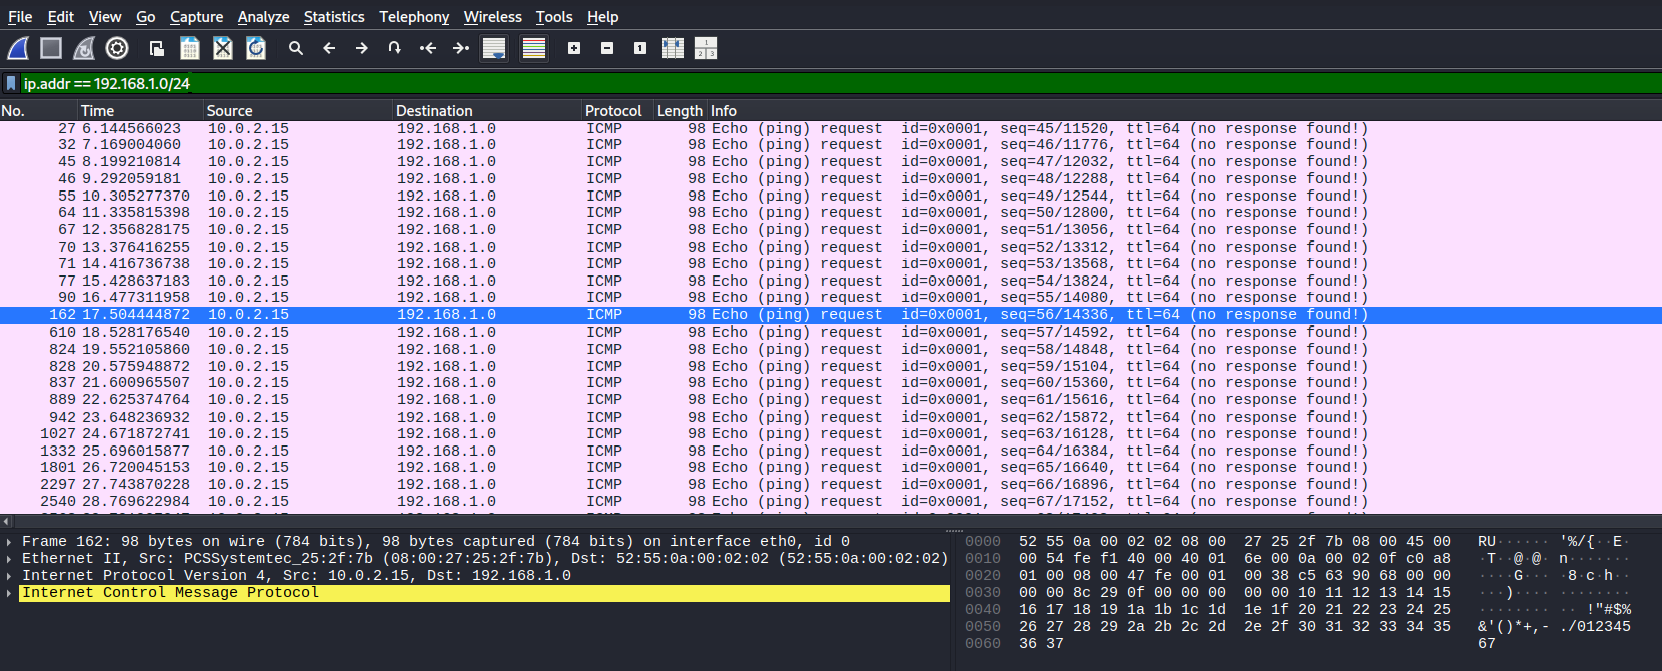 File Edit View Go Capture Analyze Statistics Telephony Wireless Tools Help
ip.addr == 192.168.1.0/24
No. Time Source Destination Protocol Length Info
27 6.144566023 10.0.2.15 192.168.1.0 ICMP 98 Echo (ping) request id=0x0001, seq=45/11520, ttl=64 (no response found!)
32 7.169004060 10.0.2.15 192.168.1.0 ICMP 98 Echo (ping) request id=0x0001, seq=46/11776, ttl=64 (no response found!)
45 8.199210814 10.0.2.15 192.168.1.0 ICMP 98 Echo (ping) request id=0x0001, seq=47/12032, ttl=64 (no response found!)
46 9.292059181 10.0.2.15 192.168.1.0 ICMP 98 Echo (ping) request id=0x0001, seq=48/12288, ttl=64 (no response found!)
55 10.305277370 10.0.2.15 192.168.1.0 ICMP 98 Echo (ping) request id=0x0001, seq=49/12544, ttl=64 (no response found!)
64 11.335815398 10.0.2.15 192.168.1.0 ICMP 98 Echo (ping) request id=0x0001, seq=50/12800, ttl=64 (no response found!)
67 12.356828175 10.0.2.15 192.168.1.0 ICMP 98 Echo (ping) request id=0x0001, seq=51/13056, ttl=64 (no response found!)
70 13.376416255 10.0.2.15 192.168.1.0 ICMP 98 Echo (ping) request id=0x0001, seq=52/13312, ttl=64 (no response found!)
71 14.416736738 10.0.2.15 192.168.1.0 ICMP 98 Echo (ping) request id=0x0001, seq=53/13568, ttl=64 (no response found!)
77 15.428637183 10.0.2.15 192.168.1.0 ICMP 98 Echo (ping) request id=0x0001, seq=54/13824, ttl=64 (no response found!)
90 16.477311958 10.0.2.15 192.168.1.0 ICMP 98 Echo (ping) request id=0x0001, seq=55/14080, ttl=64 (no response found!)
162 17.504444872 10.0.2.15 192.168.1.0 ICMP 98 Echo (ping) request id=0x0001, seq=56/14336, ttl=64 (no response found!)
610 18.528176540 10.0.2.15 192.168.1.0 ICMP 98 Echo (ping) request id=0x0001, seq=57/14592, ttl=64 (no response found!)
824 19.552105860 10.0.2.15 192.168.1.0 ICMP 98 Echo (ping) request id=0x0001, seq=58/14848, ttl=64 (no response found!)
828 20.575948872 10.0.2.15 192.168.1.0 ICMP 98 Echo (ping) request id=0x0001, seq=59/15104, ttl=64 (no response found!)
837 21.600965507 10.0.2.15 192.168.1.0 ICMP 98 Echo (ping) request id=0x0001, seq=60/15360, ttl=64 (no response found!)
889 22.625374764 10.0.2.15 192.168.1.0 ICMP 98 Echo (ping) request id=0x0001, seq=61/15616, ttl=64 (no response found!)
942 23.648236932 10.0.2.15 192.168.1.0 ICMP 98 Echo (ping) request id=0x0001, seq=62/15872, ttl=64 (no response found!)
1027 24.671872741 10.0.2.15 192.168.1.0 ICMP 98 Echo (ping) request id=0x0001, seq=63/16128, ttl=64 (no response found!)
1332 25.696015877 10.0.2.15 192.168.1.0 ICMP 98 Echo (ping) request id=0x0001, seq=64/16384, ttl=64 (no response found!)
1801 26.720045153 10.0.2.15 192.168.1.0 ICMP 98 Echo (ping) request id=0x0001, seq=65/16640, ttl=64 (no response found!)
2297 27.743870228 10.0.2.15 192.168.1.0 ICMP 98 Echo (ping) request id=0x0001, seq=66/16896, ttl=64 (no response found!)
2540 28.769622984 10.0.2.15 192.168.1.0 ICMP 98 Echo (ping) request id=0x0001, seq=67/17152, ttl=64 (no response found!)
Frame 162: 98 bytes on wire (784 bits), 98 bytes captured (784 bits) on interface eth0, id 0
Ethernet II, Src: PCSSystemtec_25:2f:7b (08:00:27:25:2f:7b), Dst: 52:55:0a:00:02:02 (52:55:0a:00:02:02)
Internet Protocol Version 4, Src: 10.0.2.15, Dst: 192.168.1.0
Internet Control Message Protocol
0000 52 55 0a 00 02 02 08 00 27 25 2f 7b 08 00 45 00 RU······ '%/{··E·
0010 00 54 fe f1 40 00 40 01 6e 00 0a 00 02 0f c0 a8 ·T··@·@· n·······
0020 01 00 08 00 47 fe 00 01 00 38 c5 63 90 68 00 00 ····G··· ·8·c·h··
0030 00 00 8c 29 0f 00 00 00 00 00 10 11 12 13 14 15 ···)···· ········
0040 16 17 18 19 1a 1b 1c 1d 1e 1f 20 21 22 23 24 25 ········ ·· !"#$%
0050 26 27 28 29 2a 2b 2c 2d 2e 2f 30 31 32 33 34 35 &'()*+,- ./012345
0060 36 37 67